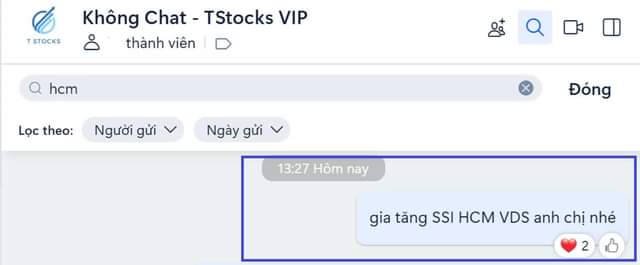 Không Chat - TStocks VIP
T STOCKS
thành viên
hcm
Đóng
Lọc theo: Người gửi Ngày gửi
13:27 Hôm nay
gia tăng SSI HCM VDS anh chị nhé
2